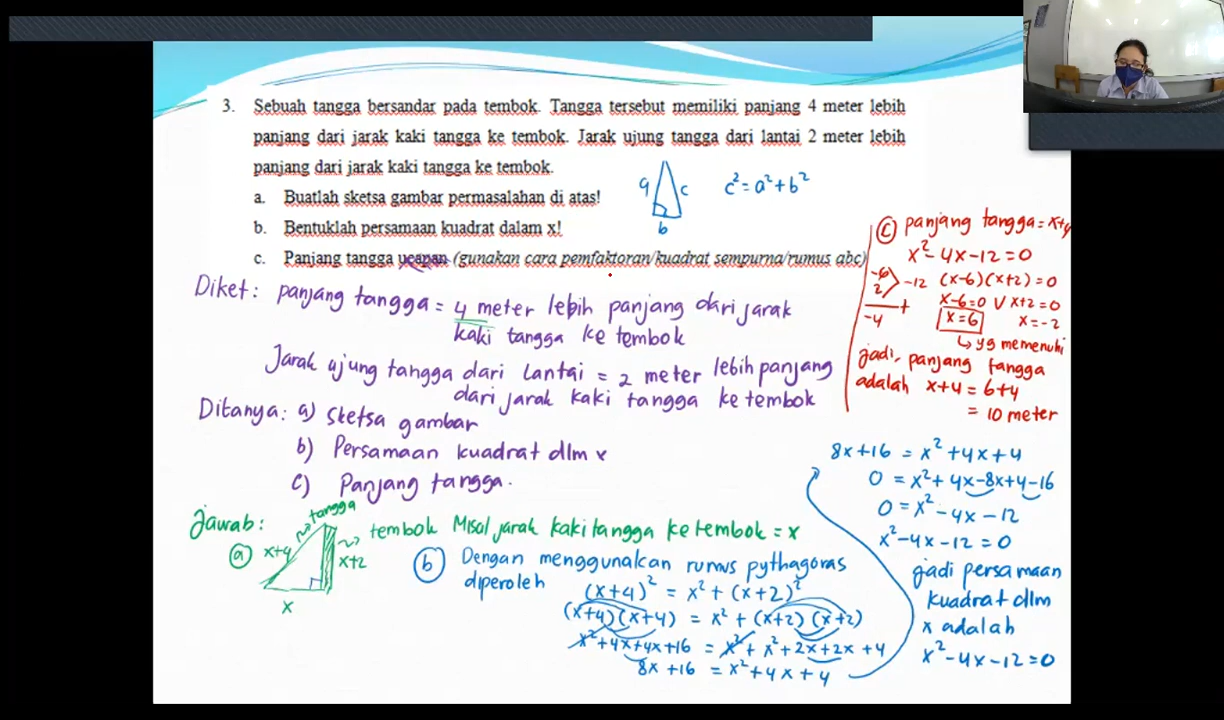 3. Sebuah tangga bersandar pada tembok. Tangga tersebut memiliki panjang 4 meter lebih
panjang dari jarak kaki tangga ke tembok. Jarak ujung tangga dari lantai 2 meter lebih
panjang dari jarak kaki tangga ke tembok.
a. Buatlah sketsa gambar permasalahan di atas!
b. Bentuklah persamaan kuadrat dalam x!
c. Panjang tangga ucapan (gunakan cara pemfaktoran/kuadrat sempurna/rumus abc)
a c
b
c² = a² + b²
Diket : panjang tangga = 4 meter lebih panjang dari jarak
kaki tangga ke tembok
Jarak ujung tangga dari lantai = 2 meter lebih panjang
dari jarak kaki tangga ke tembok
Ditanya : a) sketsa gambar
b) Persamaan kuadrat dlm x
c) Panjang tangga.
Jawab :
a
tangga
x+4
tembok
x+2
x
Misal jarak kaki tangga ke tembok = x
b Dengan menggunakan rumus pythagoras
diperoleh
(x+4)² = x² + (x+2)²
(x+4)(x+4) = x² + (x+2)(x+2)
x²+4x+4x+16 = x² + x²+2x+2x+4
8x+16 = x²+4x+4
8x+16 = x²+4x+4
0 = x²+4x-8x+4-16
0 = x²-4x-12
x²-4x-12=0
jadi persamaan
kuadrat dlm
x adalah
x²-4x-12=0
c panjang tangga = x+4
x²-4x-12=0
-6
2
-12
+
-4
(x-6)(x+2)=0
x-6=0 V x+2=0
x=6 x=-2
↳ yg memenuhi
jadi, panjang tangga
adalah x+4 = 6+4
= 10 meter